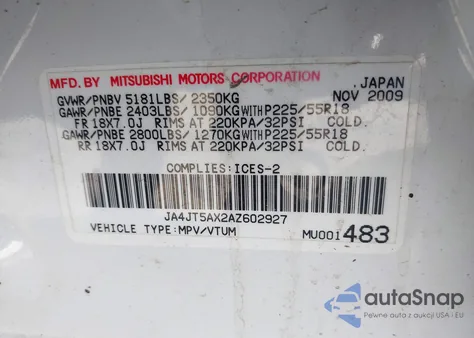 MFD. BY MITSUBISHI MOTORS CORPORATION JAPAN
GVWR/PNBV 5181LBS/ 2350KG NOV 2009
GAWR/PNBE 2403LBS/ 1090KG WITH P225/55R18
FR 18X7.0J RIMS AT 220KPA/32PSI COLD.
GAWR/PNBE 2800LBS/ 1270KG WITH P225/55R18
RR 18X7.0J RIMS AT 220KPA/32PSI COLD.
COMPLIES:ICES-2
JA4JT5AX2AZ602927
VEHICLE TYPE:MPV/VTUM MU001483
autoSnap
Pewne auta z aukcji USA i EU